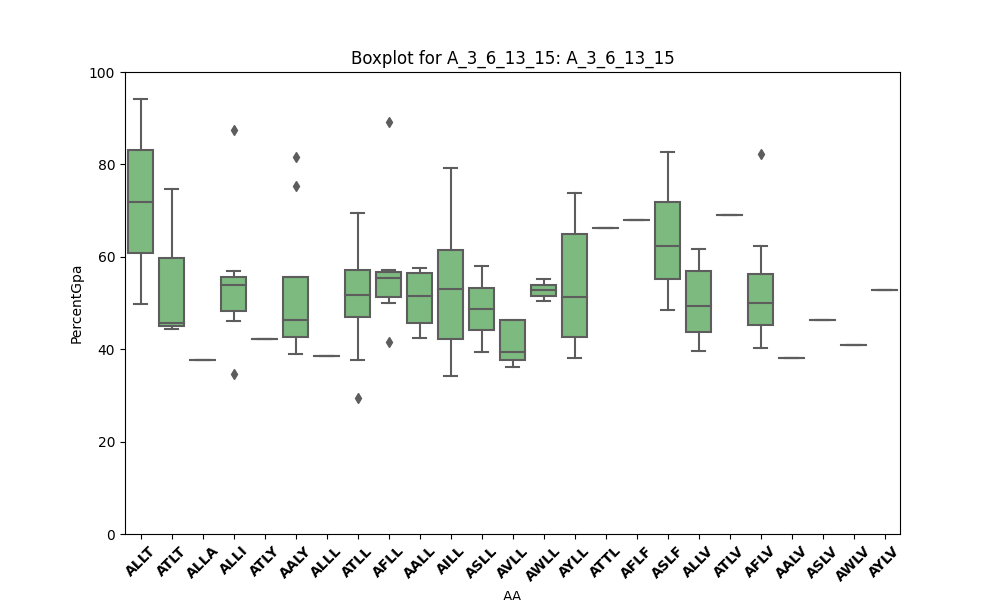 Boxplot for A_3_6_13_15: A_3_6_13_15
PercentGpa
100
80
60
40
20
0
ALLT ATLT ALLA ALLI ATLY AALY ALLL ATLL AFLL AALL AILL ASLL AVLL AWLL AYLL ATTL AFLF ASLF ALLV ATLV AFLV AALV ASLV AWLV AYLV
AA